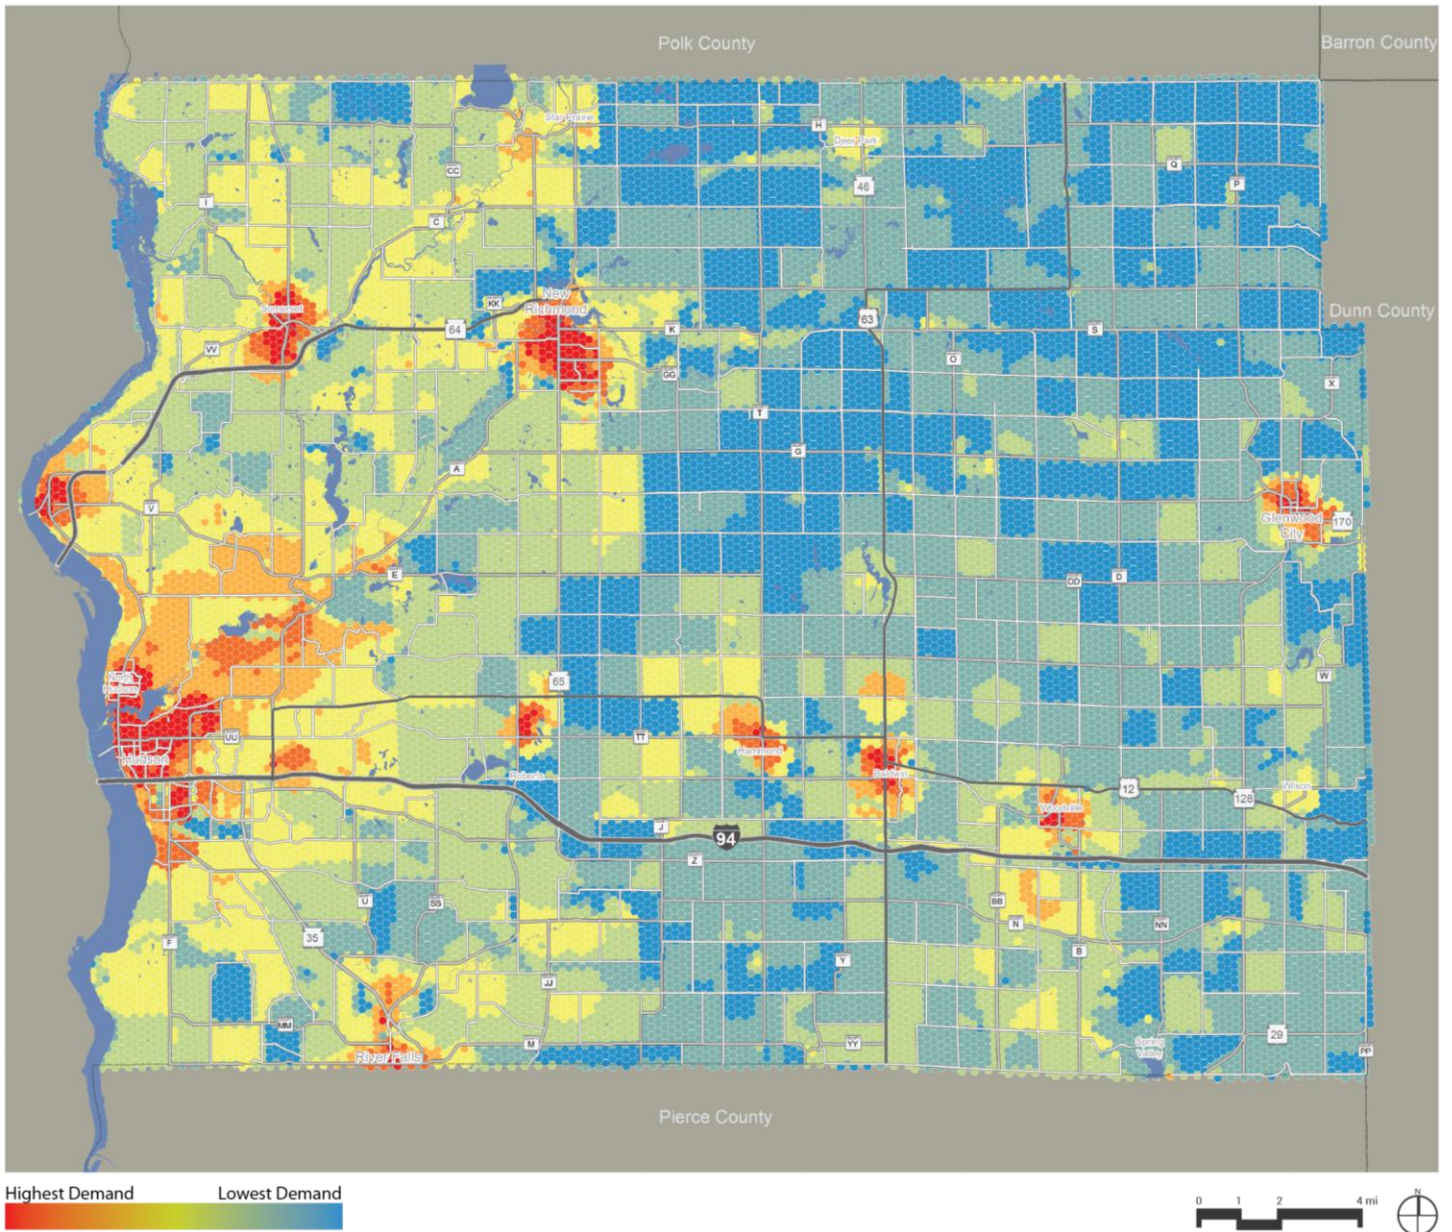 Polk County
Barron County
Star Prairie
H
Deer Park
Q
CC
P
46
I
C
New
Richmond
KK
Somerset
Dunn County
63
64
K
S
VV
O
GG
X
T
G
A
V
Glenwood
City
170
E
DD
D
North
Hudson
65
W
UU
TT
Hammond
Hudson
Roberts
Baldwin
12
Wilson
128
Woodville
J
94
Z
U
SS
BB
N
NN
35
F
B
Y
JJ
MM
29
M
YY
Spring
Valley
PP
River Falls
Pierce County
Highest Demand Lowest Demand
0 1 2 4 mi
N